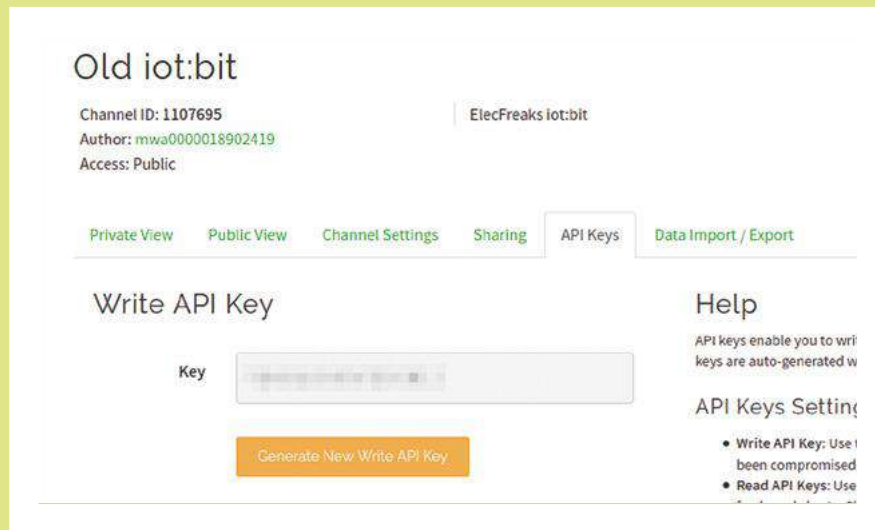 Old iot:bit
Channel ID: 1107695
ElecFreaks iot:bit
Author: mwa0000018902419
Access: Public
Private View Public View Channel Settings Sharing API Keys Data Import / Export
Write API Key
Help
API keys enable you to wri
keys are auto-generated w
Key
API Keys Setting
• Write API Key: Use
been compromised
Generate New Write API Key
• Read API Keys: Use